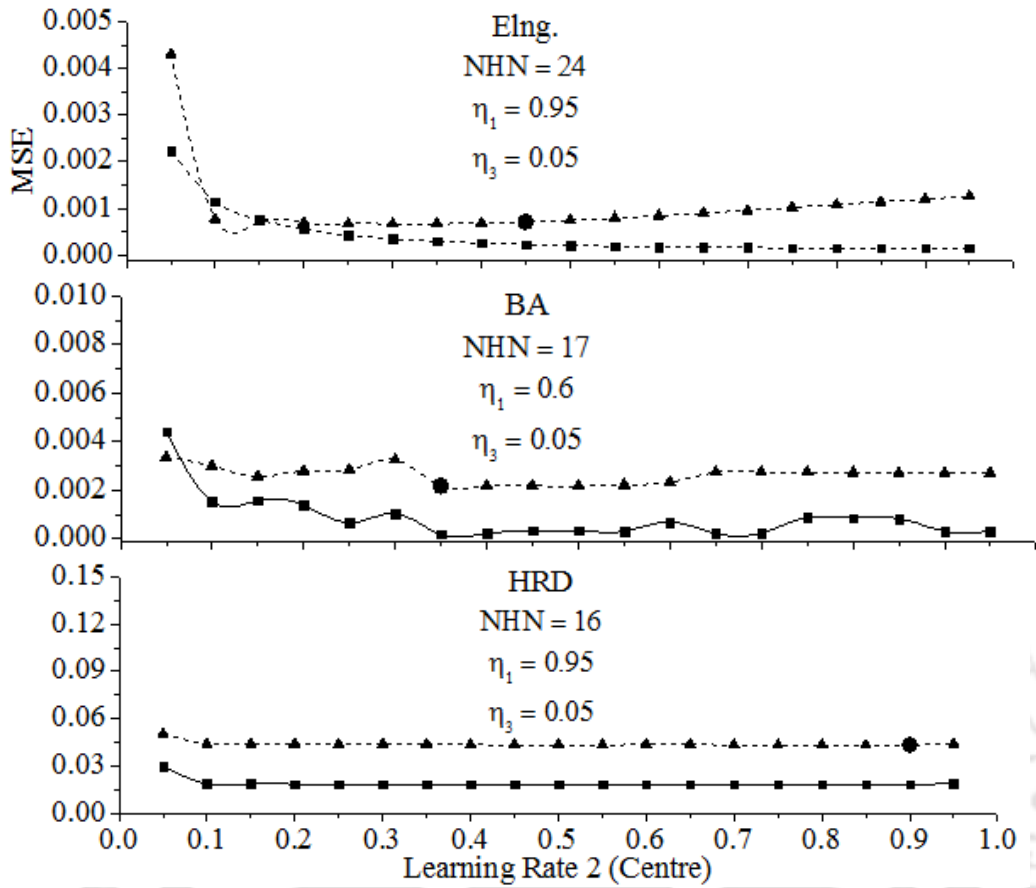 0.005
0.004
0.003
0.002
0.001
0.000
MSE
Elng.
NHN = 24
η₁ = 0.95
η₃ = 0.05
0.010
0.008
0.006
0.004
0.002
0.000
BA
NHN = 17
η₁ = 0.6
η₃ = 0.05
0.15
0.12
0.09
0.06
0.03
0.00
HRD
NHN = 16
η₁ = 0.95
η₃ = 0.05
0.0 0.1 0.2 0.3 0.4 0.5 0.6 0.7 0.8 0.9 1.0
Learning Rate 2 (Centre)